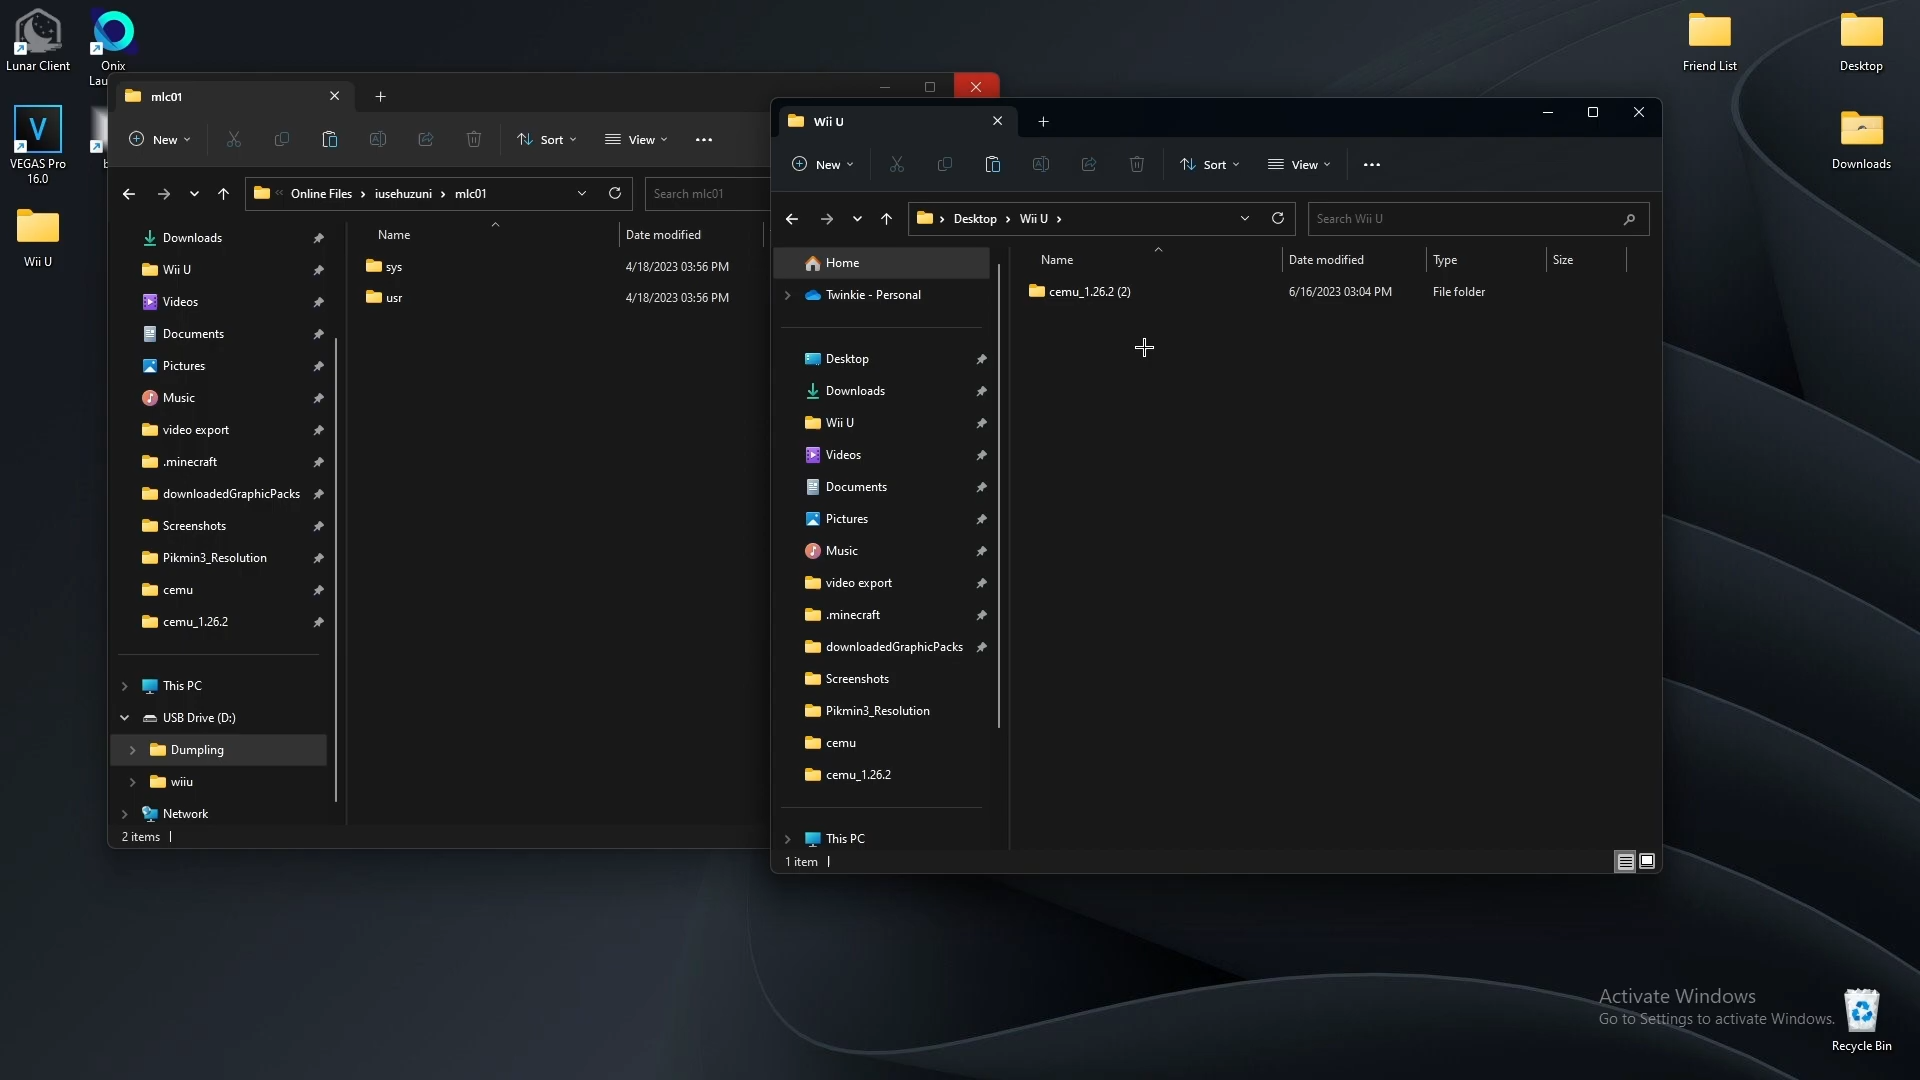 Lunar Client
Onix
Lau
VEGAS Pro
16.0
b
Wii U
Friend List
Desktop
Downloads
mlc01
New
Sort
View
Online Files › iusehuzuni › mlc01
Search mlc01
Name
Date modified
sys
4/18/2023 03:56 PM
usr
4/18/2023 03:56 PM
Downloads
Wii U
Videos
Documents
Pictures
Music
video export
.minecraft
downloadedGraphicPacks
Screenshots
Pikmin3_Resolution
cemu
cemu_1.26.2
This PC
USB Drive (D:)
Dumpling
wiiu
Network
2 items
Wii U
New
Sort
View
Desktop › Wii U ›
Search Wii U
Name
Date modified
Type
Size
cemu_1.26.2 (2)
6/16/2023 03:04 PM
File folder
Home
Twinkie - Personal
Desktop
Downloads
Wii U
Videos
Documents
Pictures
Music
video export
.minecraft
downloadedGraphicPacks
Screenshots
Pikmin3_Resolution
cemu
cemu_1.26.2
This PC
1 item
Activate Windows
Go to Settings to activate Windows.
Recycle Bin